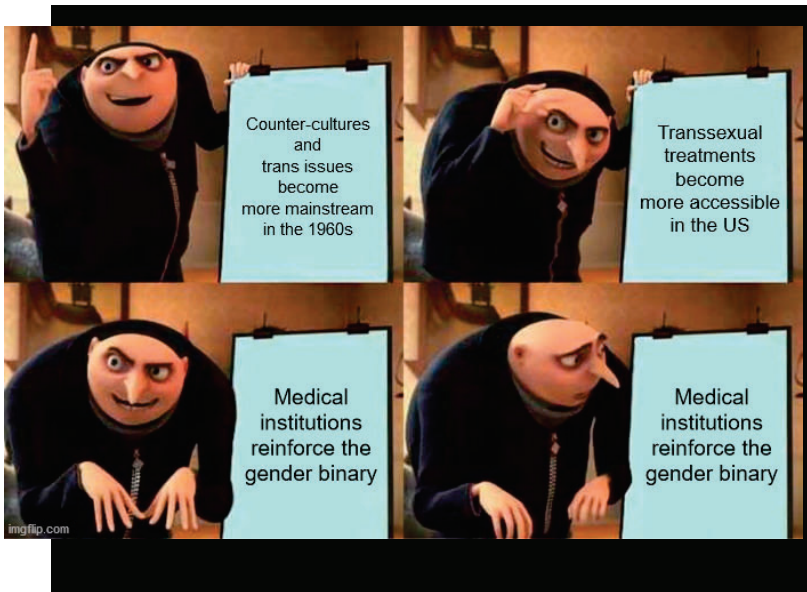 Counter-cultures
and
trans issues
become
more mainstream
in the 1960s
Transsexual
treatments
become
more accessible
in the US
Medical
institutions
reinforce the
gender binary
Medical
institutions
reinforce the
gender binary
imgflip.com